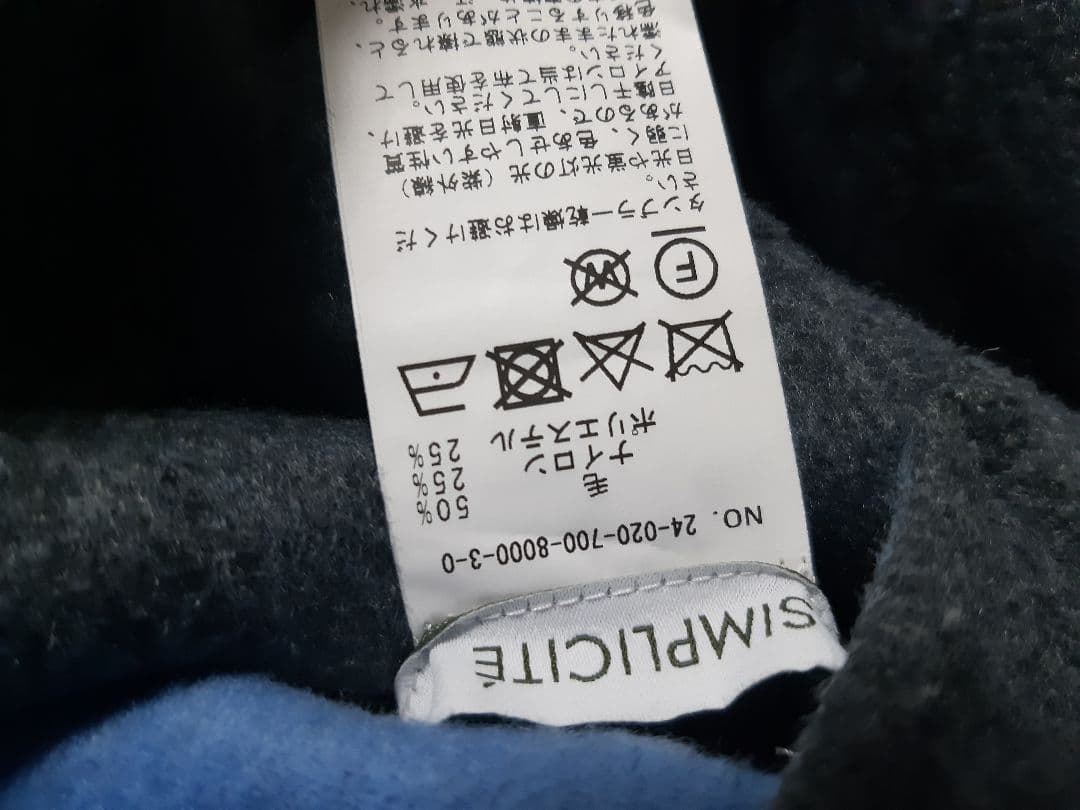 SIMPLICITÉ
NO. 24-020-700-8000-3-0
毛 50%
ナイロン 25%
ポリエステル 25%
F W
タンブラー乾燥はお避けくだ
さい。
日光や蛍光灯の光（紫外線）
に弱く、色あせしやすい性質
があるので、直射日光を避け、
日陰干しにしてください。
アイロンは当て布を使用して
ください。
濡れたままの状態で擦れると、
色移りすることがあります。